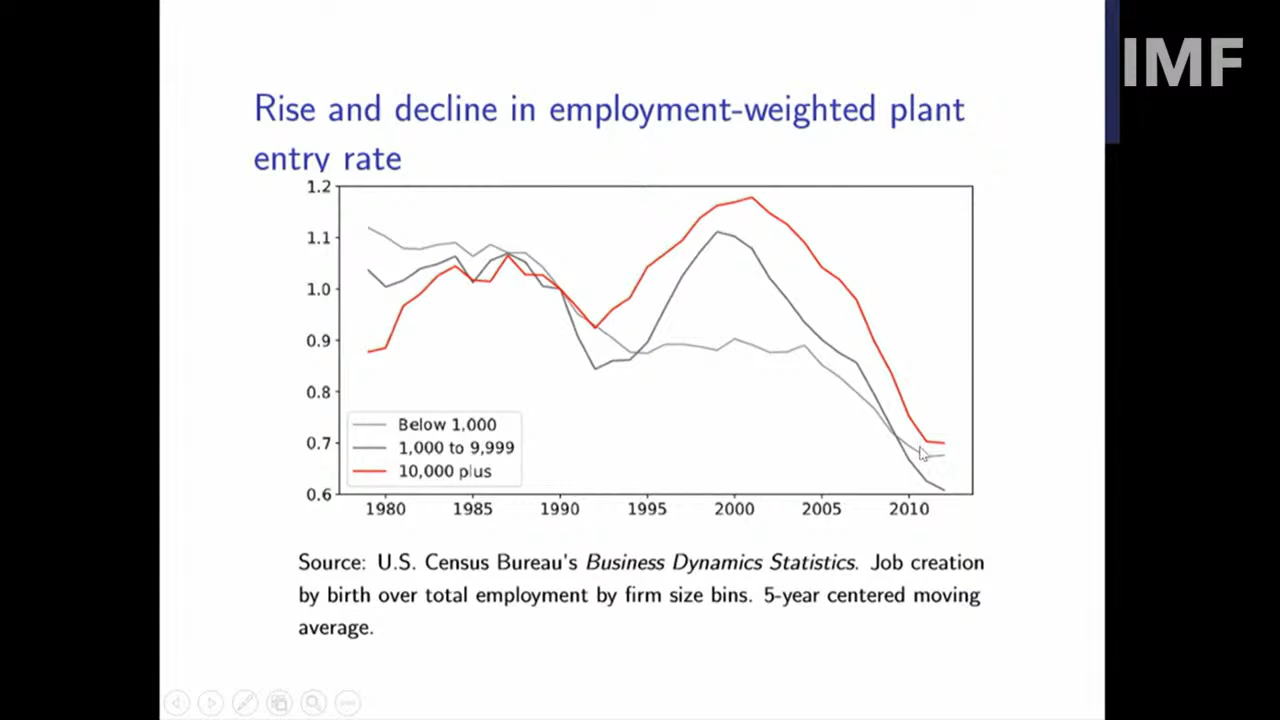 IMF
Rise and decline in employment-weighted plant
entry rate
1.2
1.1
1.0
0.9
0.8
0.7
0.6
Below 1,000
1,000 to 9,999
10,000 plus
1980 1985 1990 1995 2000 2005 2010
Source: U.S. Census Bureau's Business Dynamics Statistics. Job creation
by birth over total employment by firm size bins. 5-year centered moving
average.